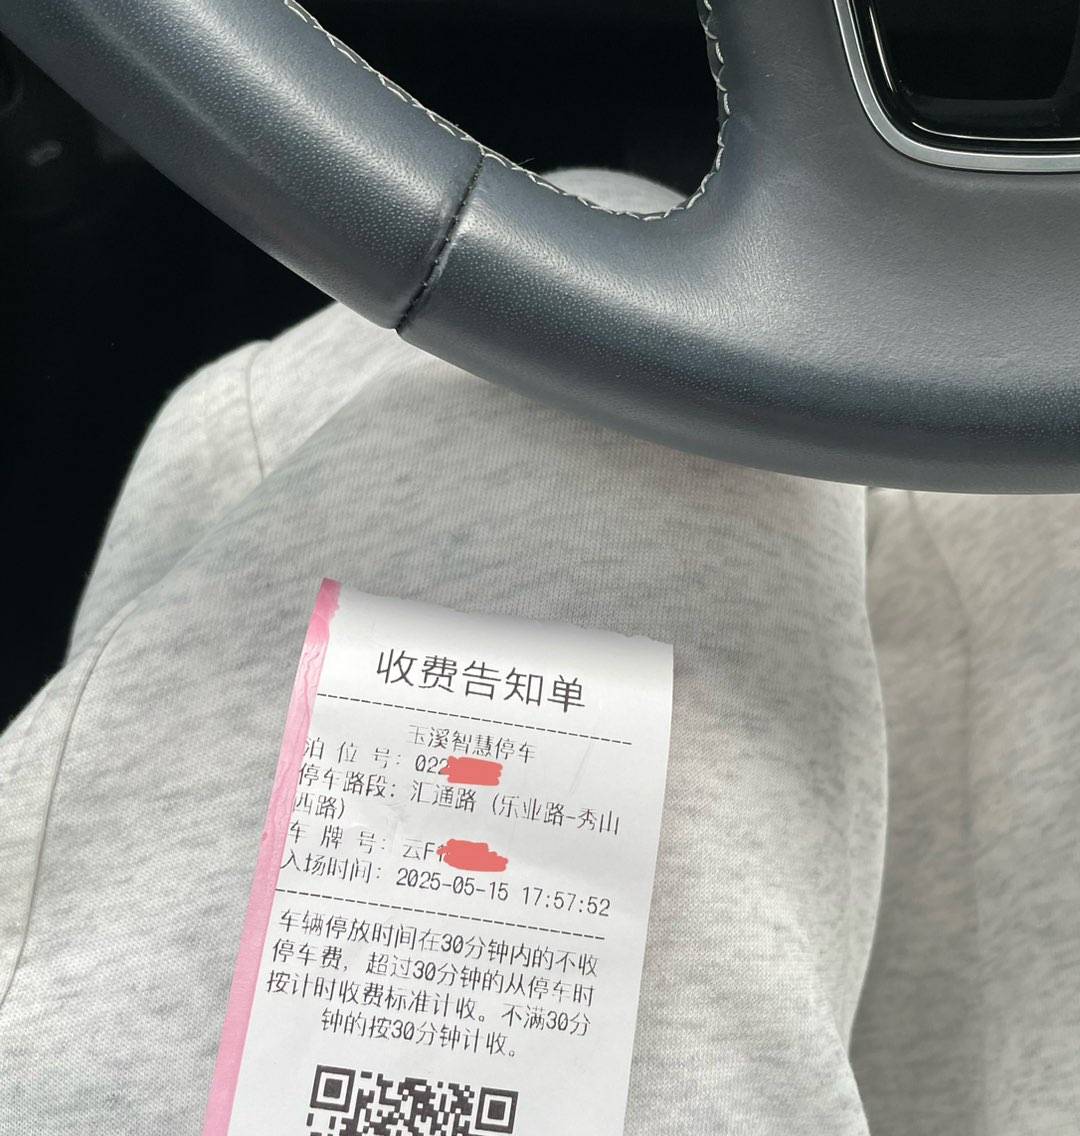 收费告知单
玉溪智慧停车
泊 位 号: 022
停车路段: 汇通路 (乐业路-秀山
西路)
车 牌 号: 云F
入场时间: 2025-05-15 17:57:52
车辆停放时间在30分钟内的不收
停车费, 超过30分钟的从停车时
按计时收费标准计收。不满30分
钟的按30分钟计收。